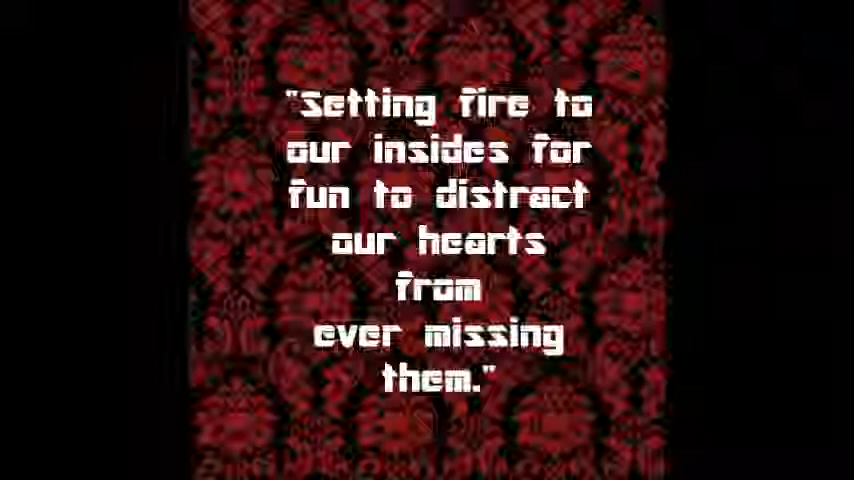 "Setting fire to
our insides for
fun to distract
our hearts
from
ever missing
them."